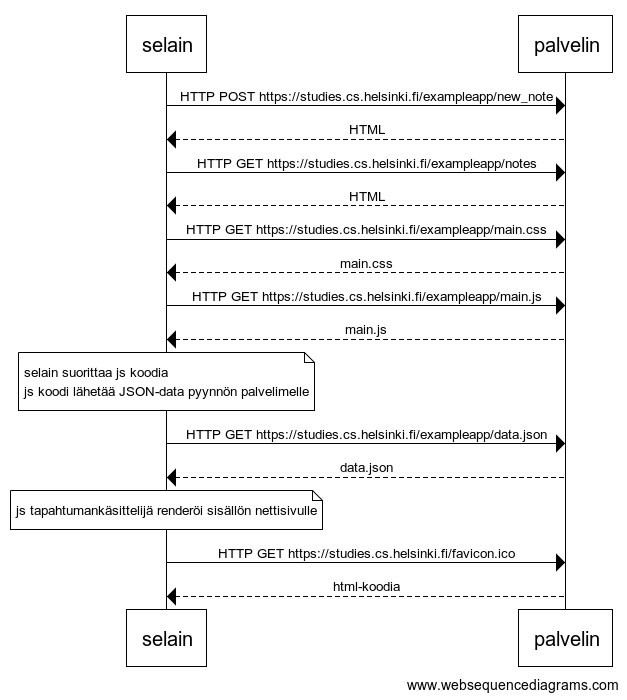 selain palvelin
HTTP POST https://studies.cs.helsinki.fi/exampleapp/new_note
HTML
HTTP GET https://studies.cs.helsinki.fi/exampleapp/notes
HTML
HTTP GET https://studies.cs.helsinki.fi/exampleapp/main.css
main.css
HTTP GET https://studies.cs.helsinki.fi/exampleapp/main.js
main.js
selain suorittaa js koodia
js koodi lähetää JSON-data pyynnön palvelimelle
HTTP GET https://studies.cs.helsinki.fi/exampleapp/data.json
data.json
js tapahtumankäsittelijä renderöi sisällön nettisivulle
HTTP GET https://studies.cs.helsinki.fi/favicon.ico
html-koodia
selain palvelin
www.websequencediagrams.com